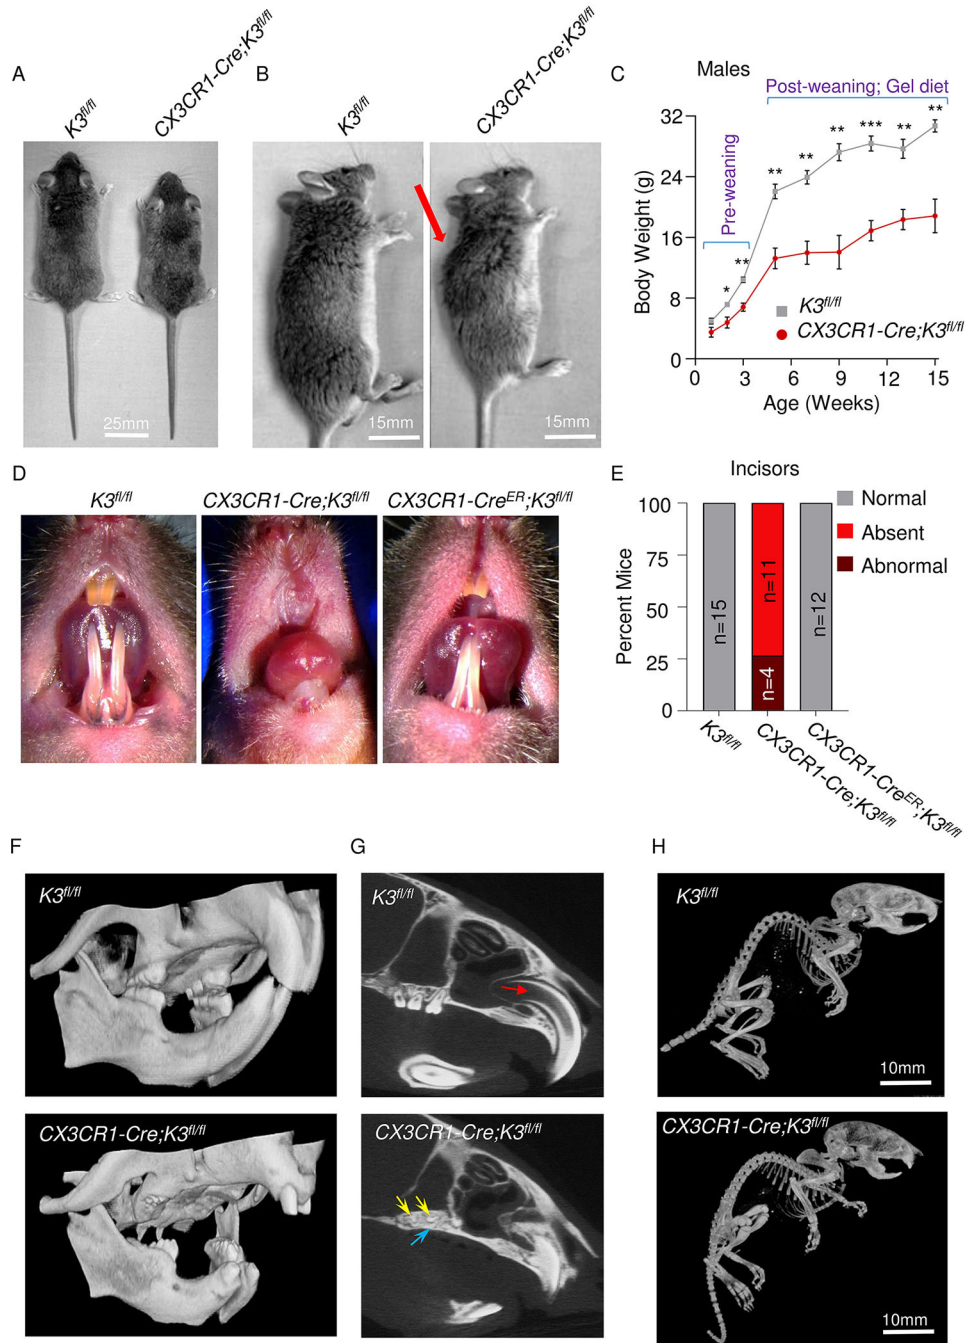 A
K3fl/fl
CX3CR1-Cre;K3fl/fl
25mm
B
K3fl/fl
CX3CR1-Cre;K3fl/fl
15mm
15mm
C
Males
Post-weaning; Gel diet
Pre-weaning
Body Weight (g)
32
24
16
8
0
** ** ** *** ** **
* **
K3fl/fl
CX3CR1-Cre;K3fl/fl
0 3 6 9 12 15
Age (Weeks)
D
K3fl/fl
CX3CR1-Cre;K3fl/fl
CX3CR1-CreER;K3fl/fl
E
Incisors
Percent Mice
100
75
50
25
0
n=15
n=11
n=4
n=12
Normal
Absent
Abnormal
K3fl/fl
CX3CR1-Cre;K3fl/fl
CX3CR1-CreER;K3fl/fl
F
K3fl/fl
CX3CR1-Cre;K3fl/fl
G
K3fl/fl
CX3CR1-Cre;K3fl/fl
H
K3fl/fl
10mm
CX3CR1-Cre;K3fl/fl
10mm